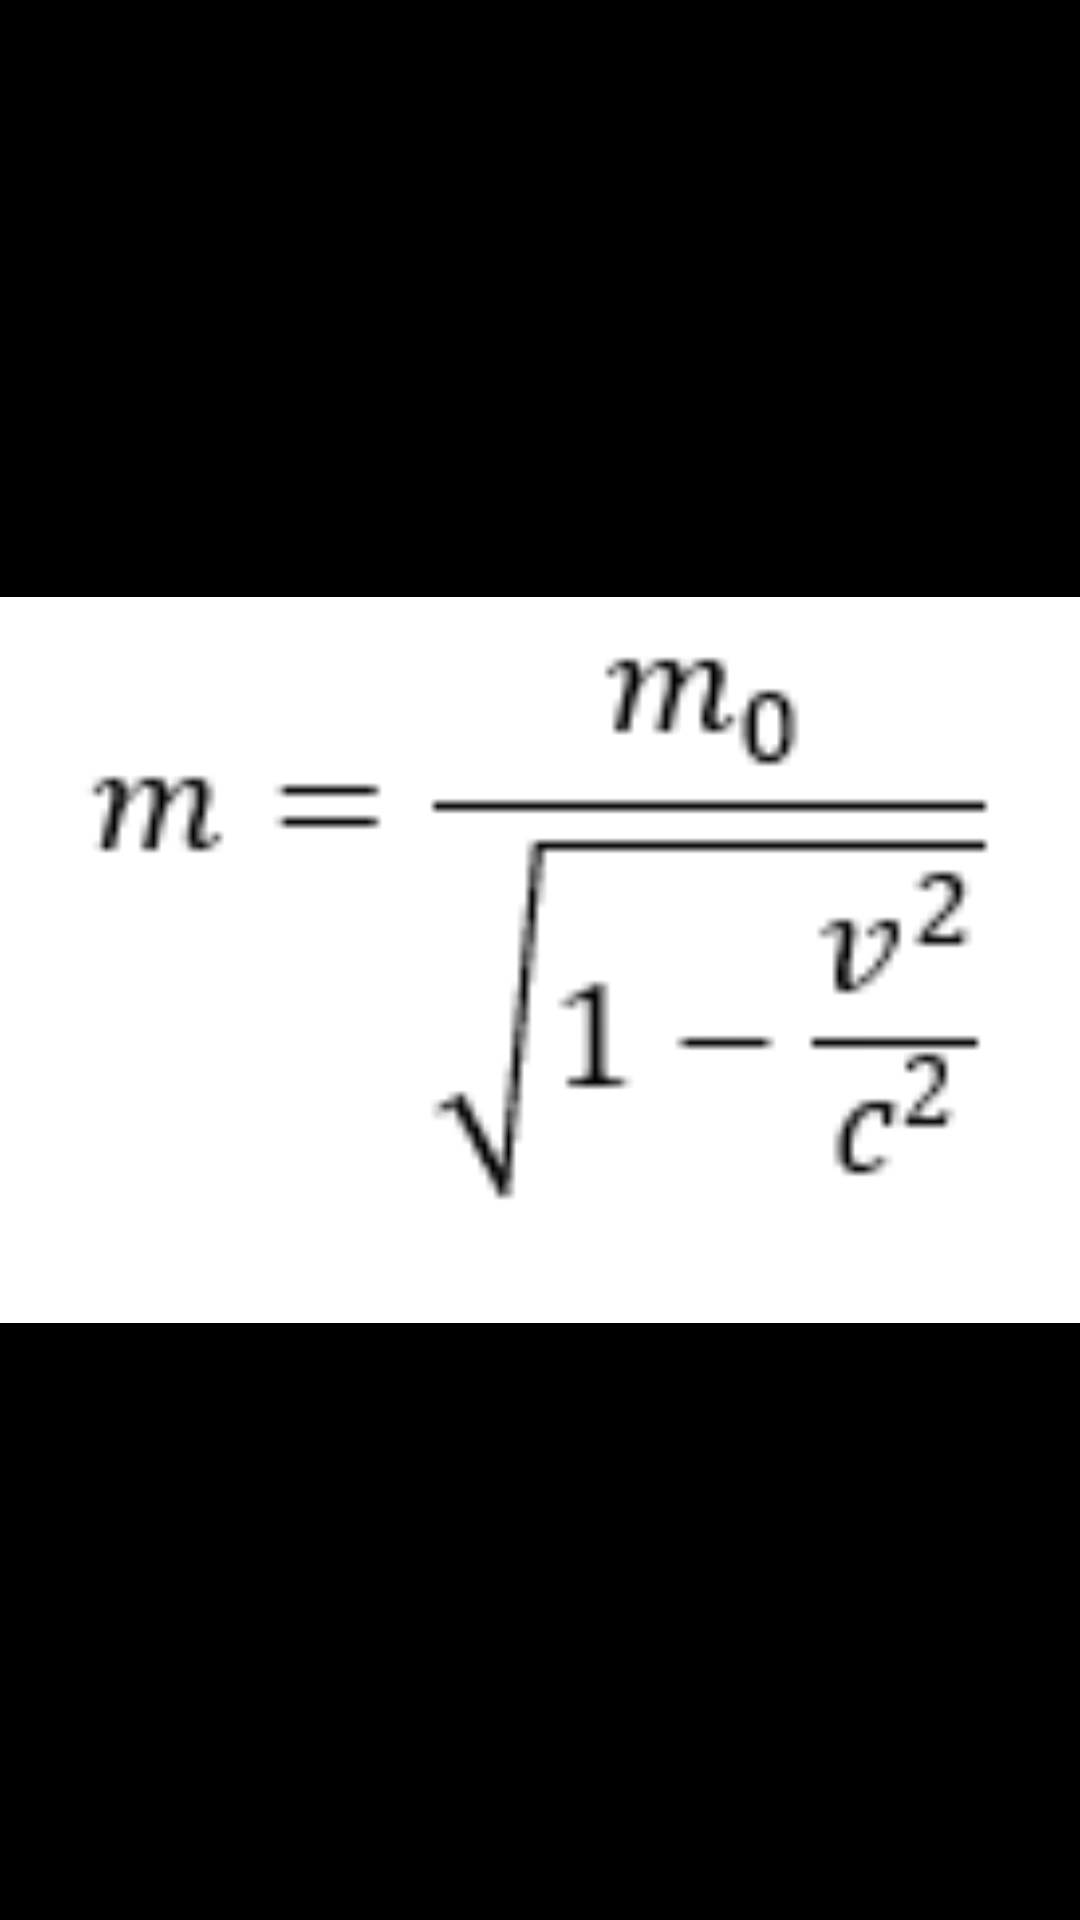 m = m₀ / √(1 − v²/c²)